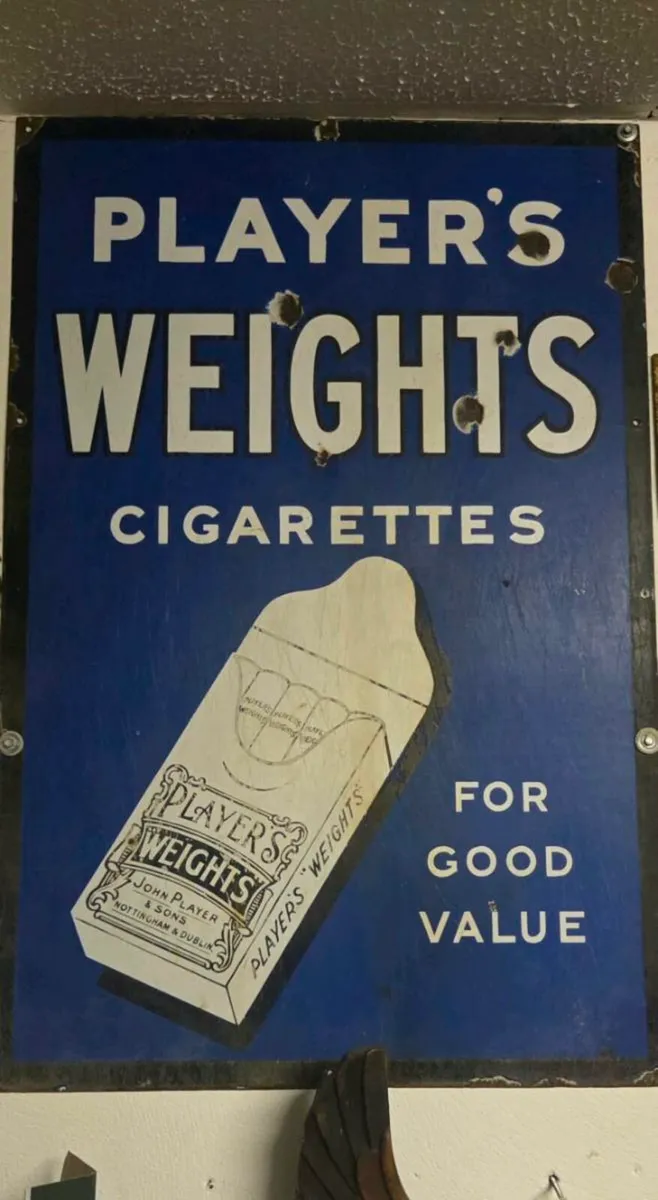 PLAYER'S
WEIGHTS
CIGARETTES
PLAYER'S
WEIGHTS
JOHN PLAYER
& SONS
NOTTINGHAM & DUBLIN
PLAYER'S "WEIGHTS"
FOR
GOOD
VALUE